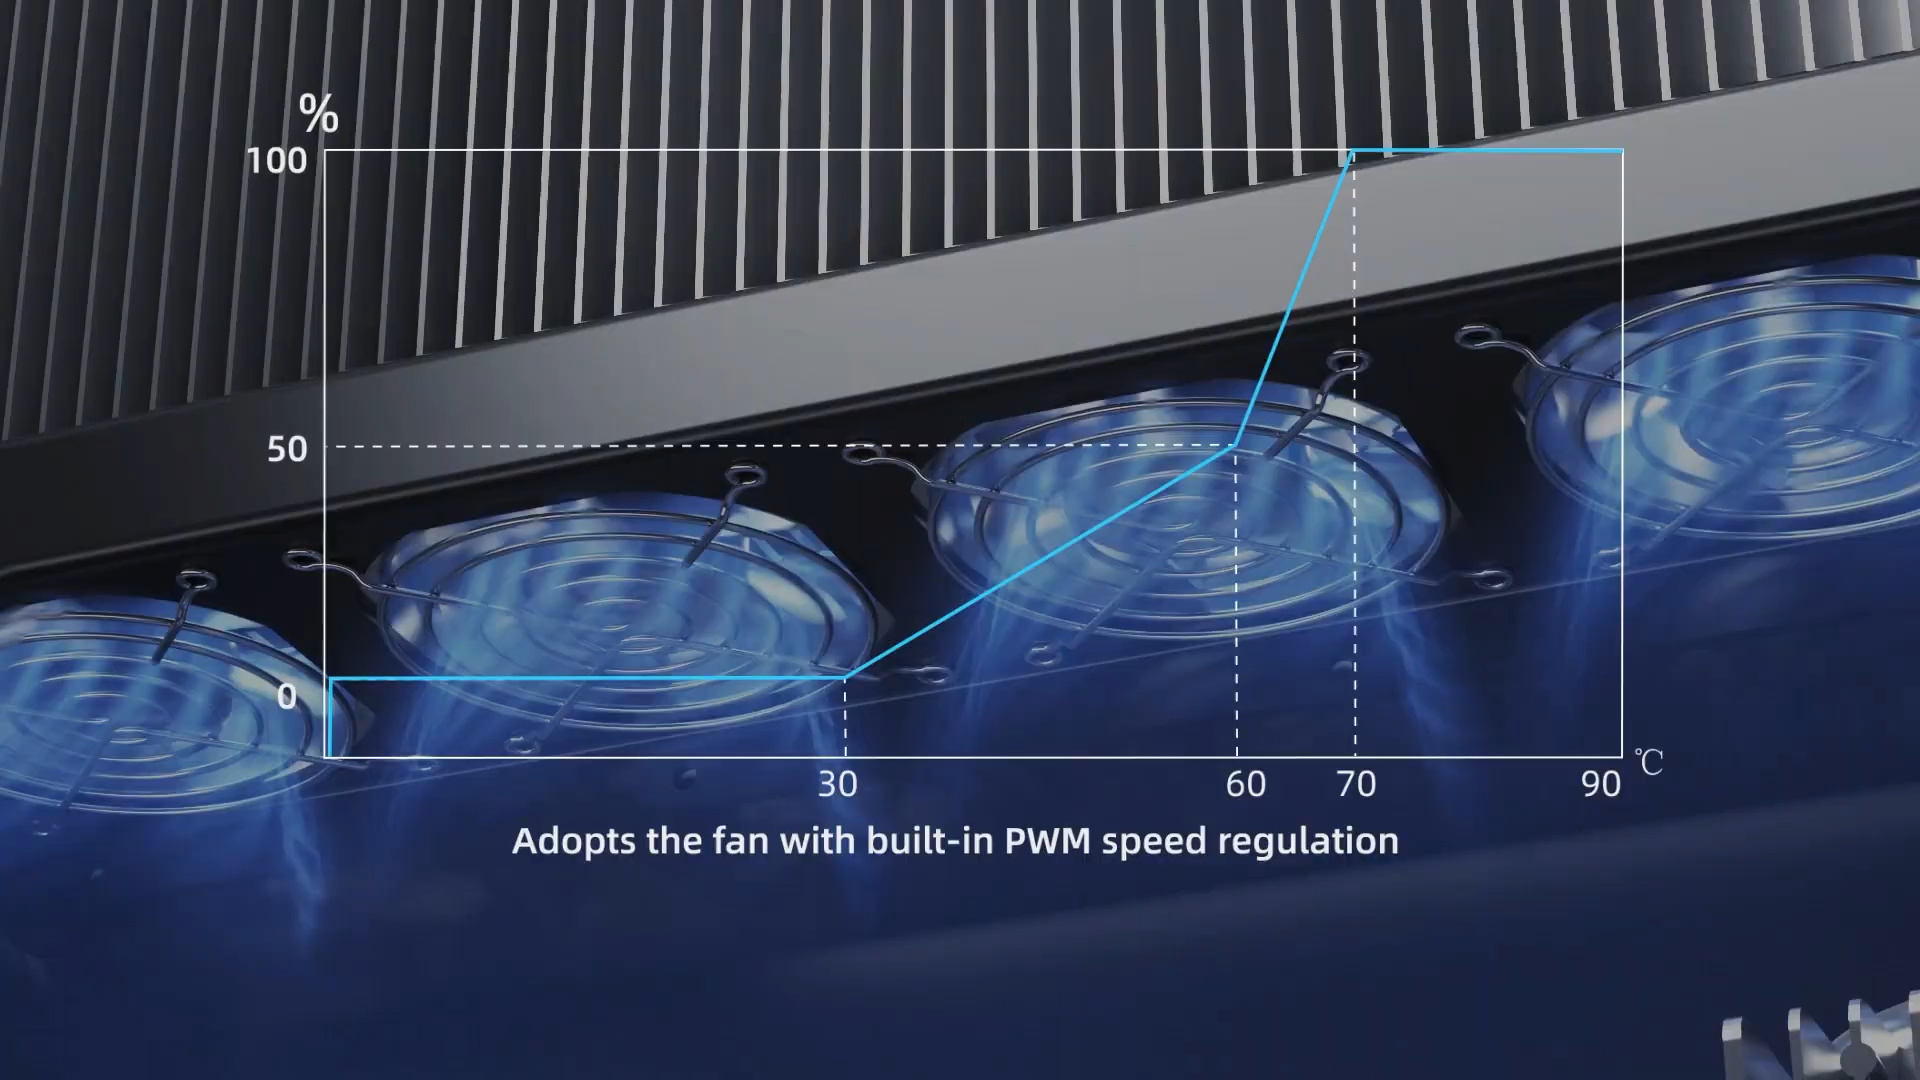 %
100
50
0
30 60 70 90 ℃
Adopts the fan with built-in PWM speed regulation